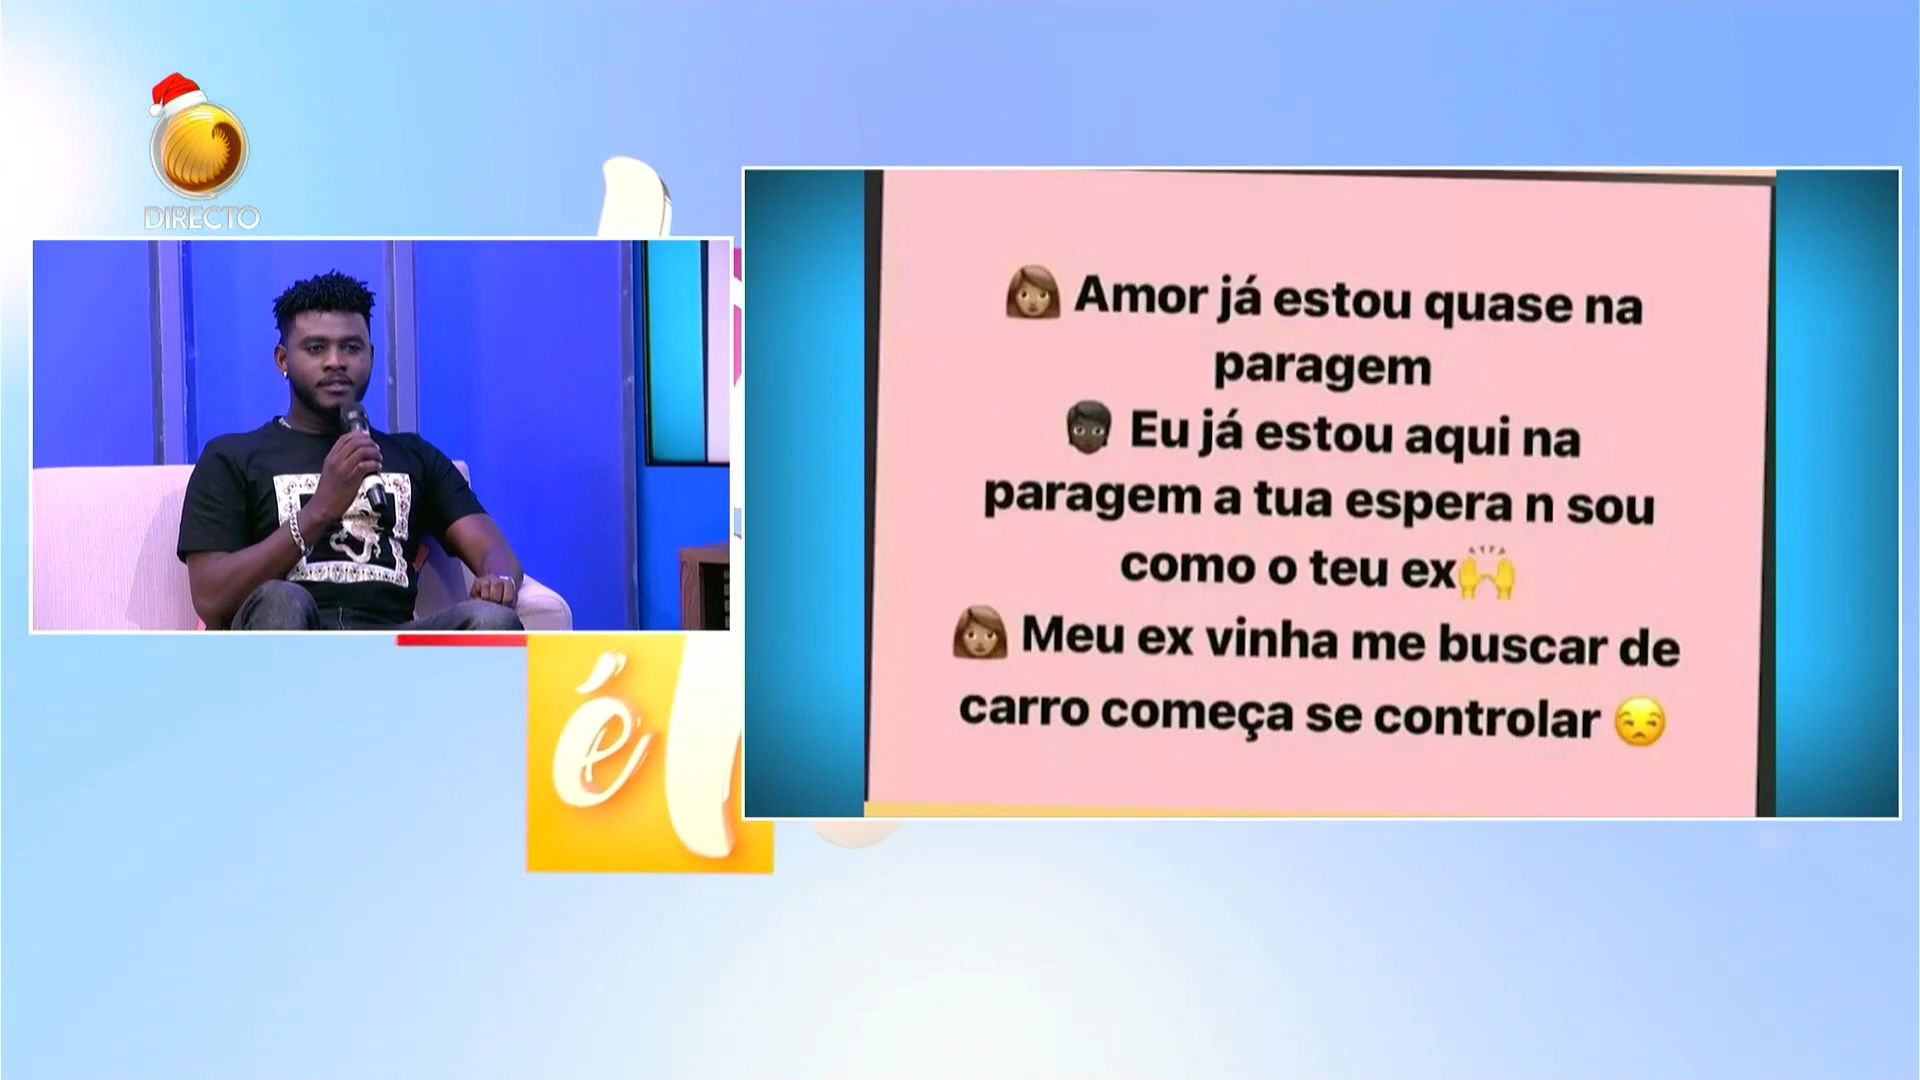 DIRECTO
👩🏽 Amor já estou quase na
paragem
🧑🏿 Eu já estou aqui na
paragem a tua espera n sou
como o teu ex🙌
👩🏽 Meu ex vinha me buscar de
carro começa se controlar 😒
é